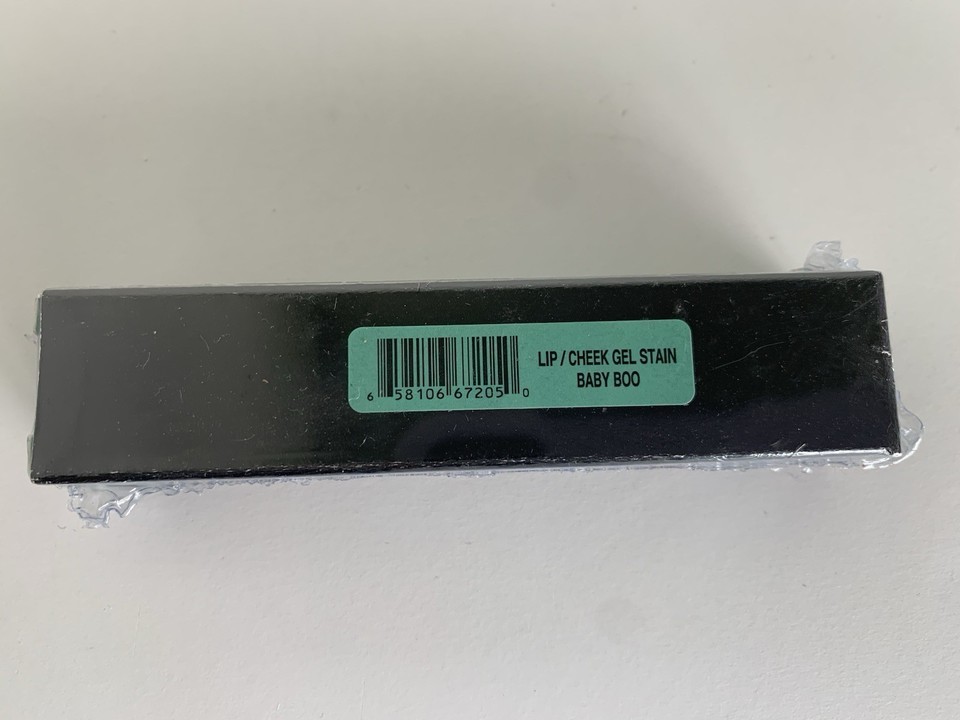 LIP / CHEEK GEL STAIN
BABY BOO
6 58106 67205 0